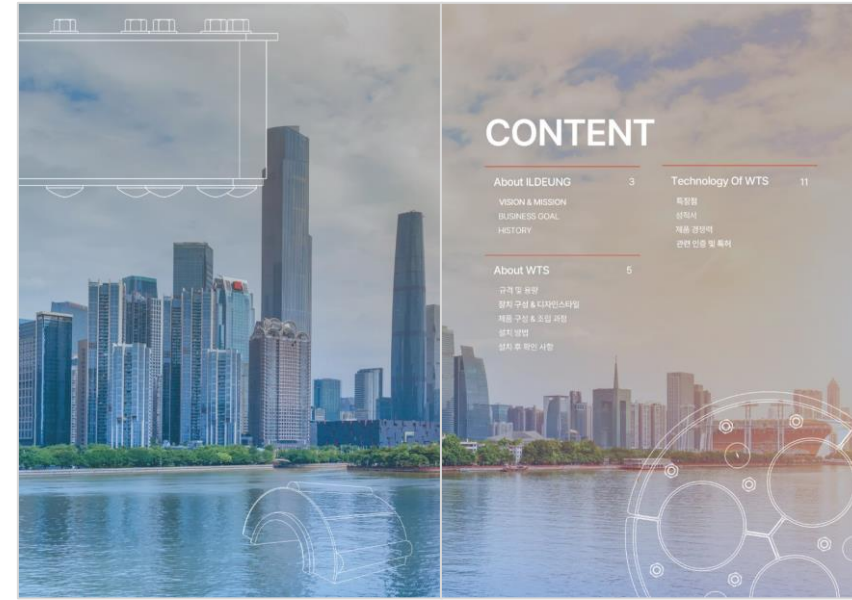 CONTENT
About ILDEUNG 3
VISION & MISSION
BUSINESS GOAL
HISTORY
About WTS 5
규격 및 용량
장치 구성 & 디자인스타일
제품 구성 & 조립 과정
설치 방법
설치 후 확인 사항
Technology Of WTS 11
특장점
성적서
제품 경쟁력
관련 인증 및 특허